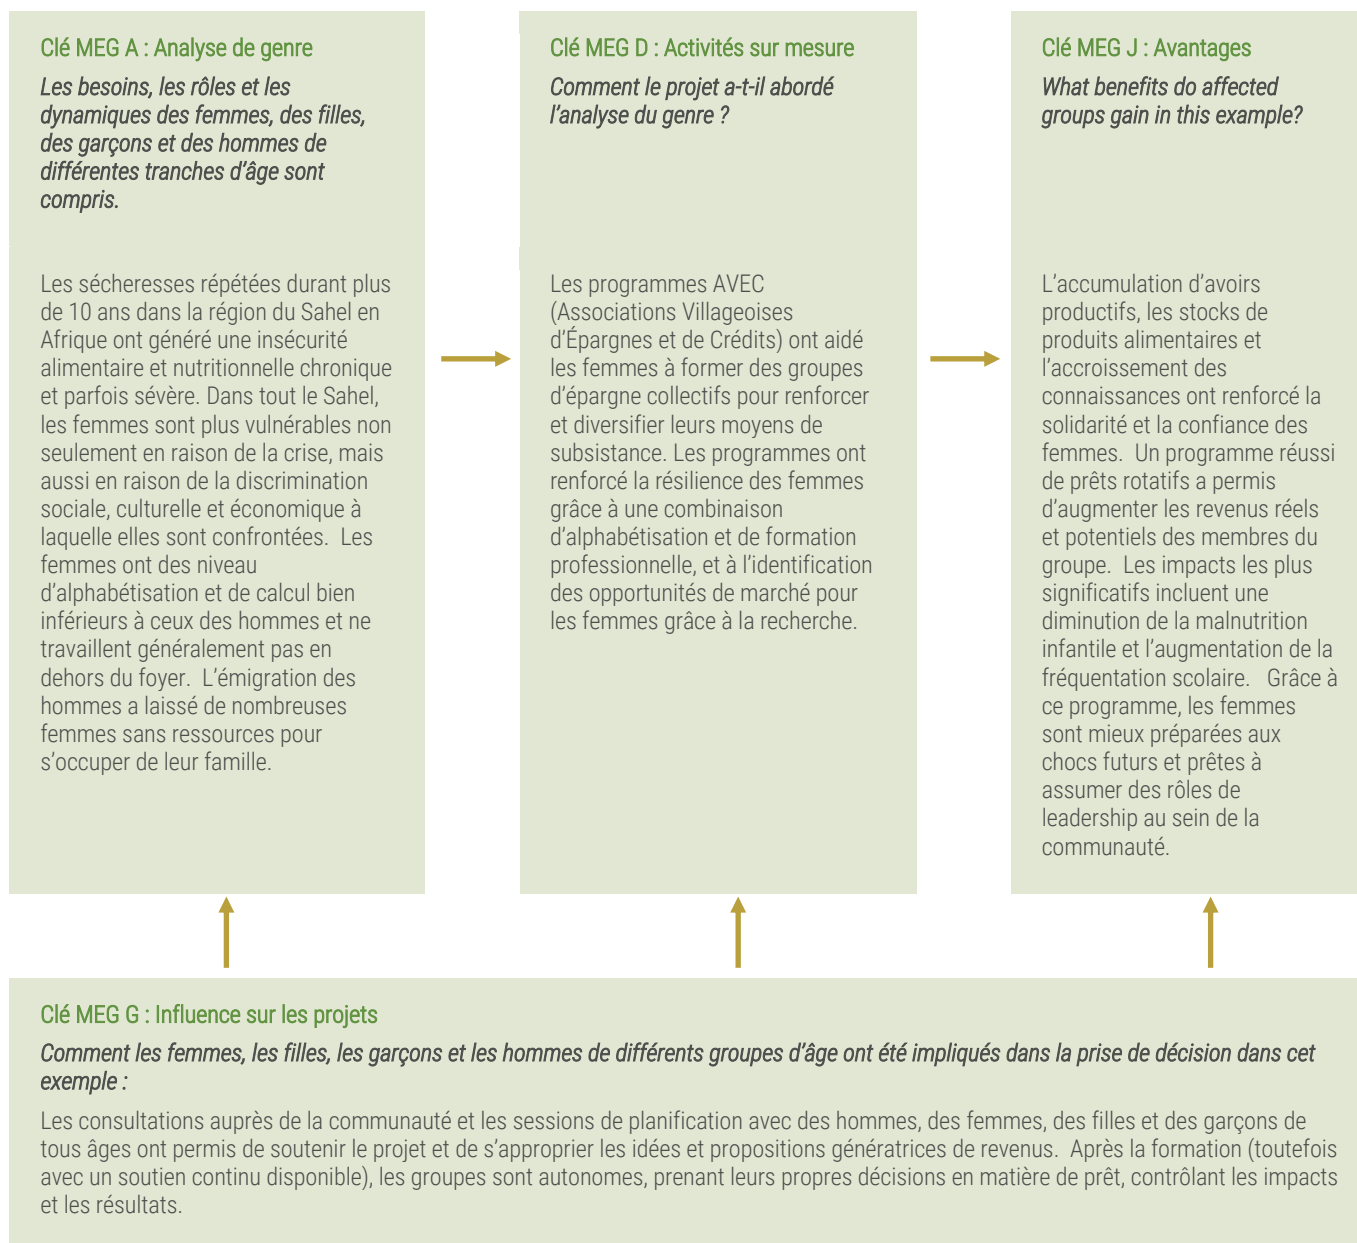 Clé MEG A : Analyse de genre
Les besoins, les rôles et les
dynamiques des femmes, des filles,
des garçons et des hommes de
différentes tranches d’âge sont
compris.
Les sécheresses répétées durant plus
de 10 ans dans la région du Sahel en
Afrique ont généré une insécurité
alimentaire et nutritionnelle chronique
et parfois sévère. Dans tout le Sahel,
les femmes sont plus vulnérables non
seulement en raison de la crise, mais
aussi en raison de la discrimination
sociale, culturelle et économique à
laquelle elles sont confrontées.  Les
femmes ont des niveau
d’alphabétisation et de calcul bien
inférieurs à ceux des hommes et ne
travaillent généralement pas en
dehors du foyer.  L’émigration des
hommes a laissé de nombreuses
femmes sans ressources pour
s’occuper de leur famille.
Clé MEG D : Activités sur mesure
Comment le projet a-t-il abordé
l’analyse du genre ?
Les programmes AVEC
(Associations Villageoises
d’Épargnes et de Crédits) ont aidé
les femmes à former des groupes
d’épargne collectifs pour renforcer
et diversifier leurs moyens de
subsistance. Les programmes ont
renforcé la résilience des femmes
grâce à une combinaison
d’alphabétisation et de formation
professionnelle, et à l’identification
des opportunités de marché pour
les femmes grâce à la recherche.
Clé MEG J : Avantages
What benefits do affected
groups gain in this example?
L’accumulation d’avoirs
productifs, les stocks de
produits alimentaires et
l’accroissement des
connaissances ont renforcé la
solidarité et la confiance des
femmes.  Un programme réussi
de prêts rotatifs a permis
d’augmenter les revenus réels
et potentiels des membres du
groupe.  Les impacts les plus
significatifs incluent une
diminution de la malnutrition
infantile et l’augmentation de la
fréquentation scolaire.   Grâce à
ce programme, les femmes
sont mieux préparées aux
chocs futurs et prêtes à
assumer des rôles de
leadership au sein de la
communauté.
Clé MEG G : Influence sur les projets
Comment les femmes, les filles, les garçons et les hommes de différents groupes d’âge ont été impliqués dans la prise de décision dans cet
exemple :
Les consultations auprès de la communauté et les sessions de planification avec des hommes, des femmes, des filles et des garçons de
tous âges ont permis de soutenir le projet et de s’approprier les idées et propositions génératrices de revenus.  Après la formation (toutefois
avec un soutien continu disponible), les groupes sont autonomes, prenant leurs propres décisions en matière de prêt, contrôlant les impacts
et les résultats.